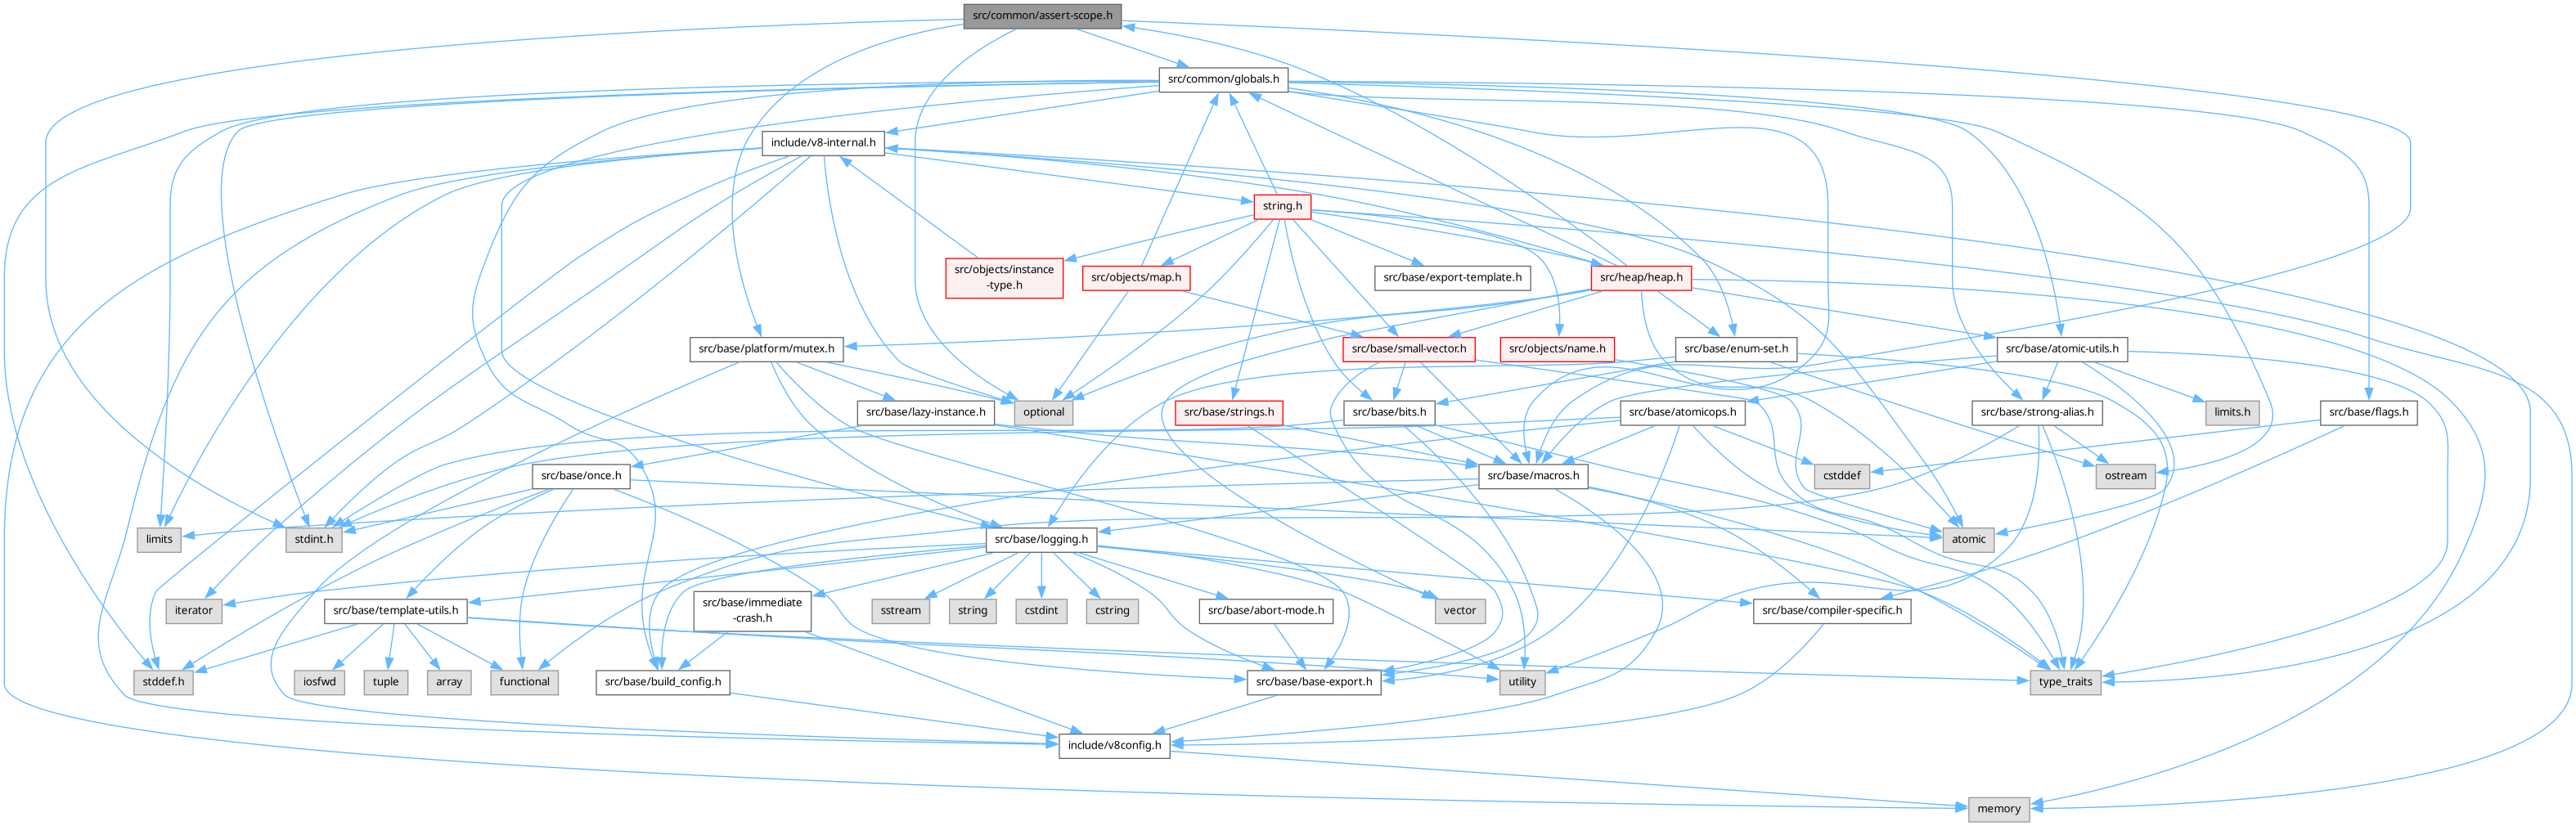 src/common/assert-scope.h
src/common/globals.h
include/v8-internal.h
string.h
src/objects/instance
-type.h
src/objects/map.h
src/base/export-template.h
src/heap/heap.h
src/base/platform/mutex.h
src/base/small-vector.h
src/objects/name.h
src/base/enum-set.h
src/base/atomic-utils.h
src/base/lazy-instance.h
optional
src/base/strings.h
src/base/bits.h
src/base/atomicops.h
src/base/strong-alias.h
limits.h
src/base/flags.h
src/base/once.h
src/base/macros.h
cstddef
ostream
limits
stdint.h
src/base/logging.h
atomic
iterator
src/base/template-utils.h
src/base/immediate
-crash.h
sstream
string
cstdint
cstring
src/base/abort-mode.h
vector
src/base/compiler-specific.h
stddef.h
iosfwd
tuple
array
functional
src/base/build_config.h
src/base/base-export.h
utility
type_traits
include/v8config.h
memory